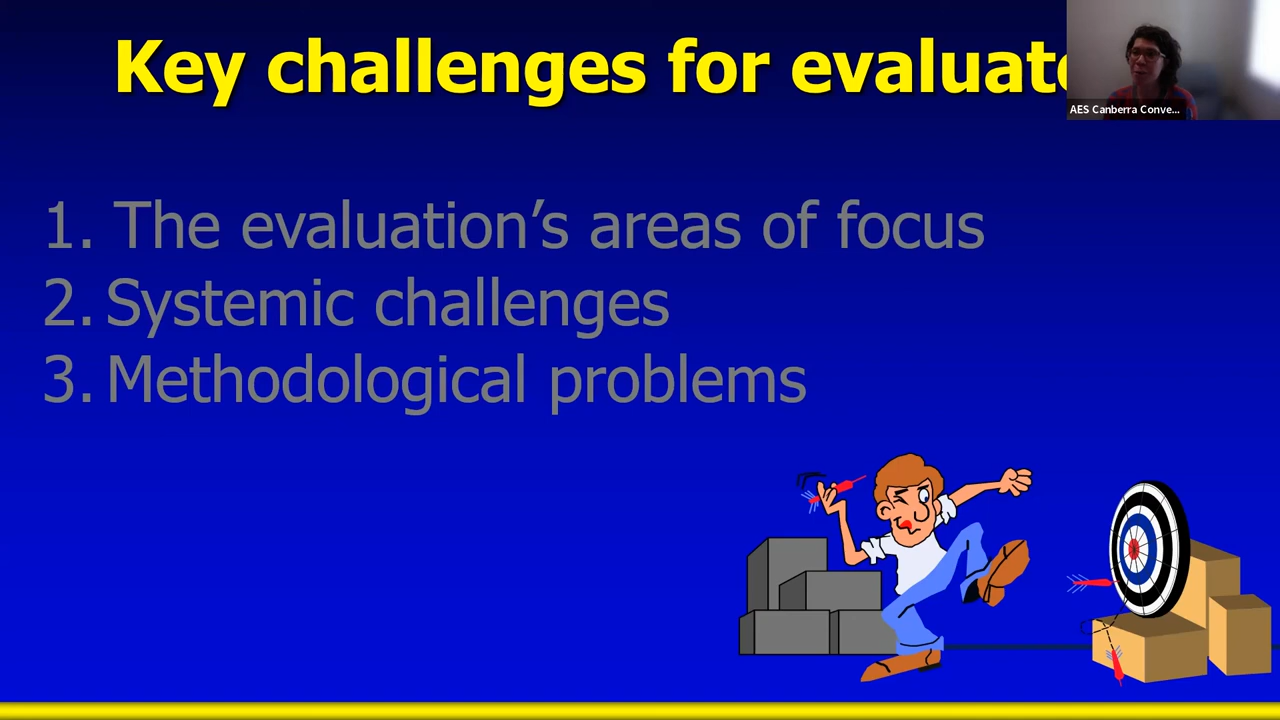 Key challenges for evaluat
AES Canberra Conve...
1. The evaluation’s areas of focus
2. Systemic challenges
3. Methodological problems